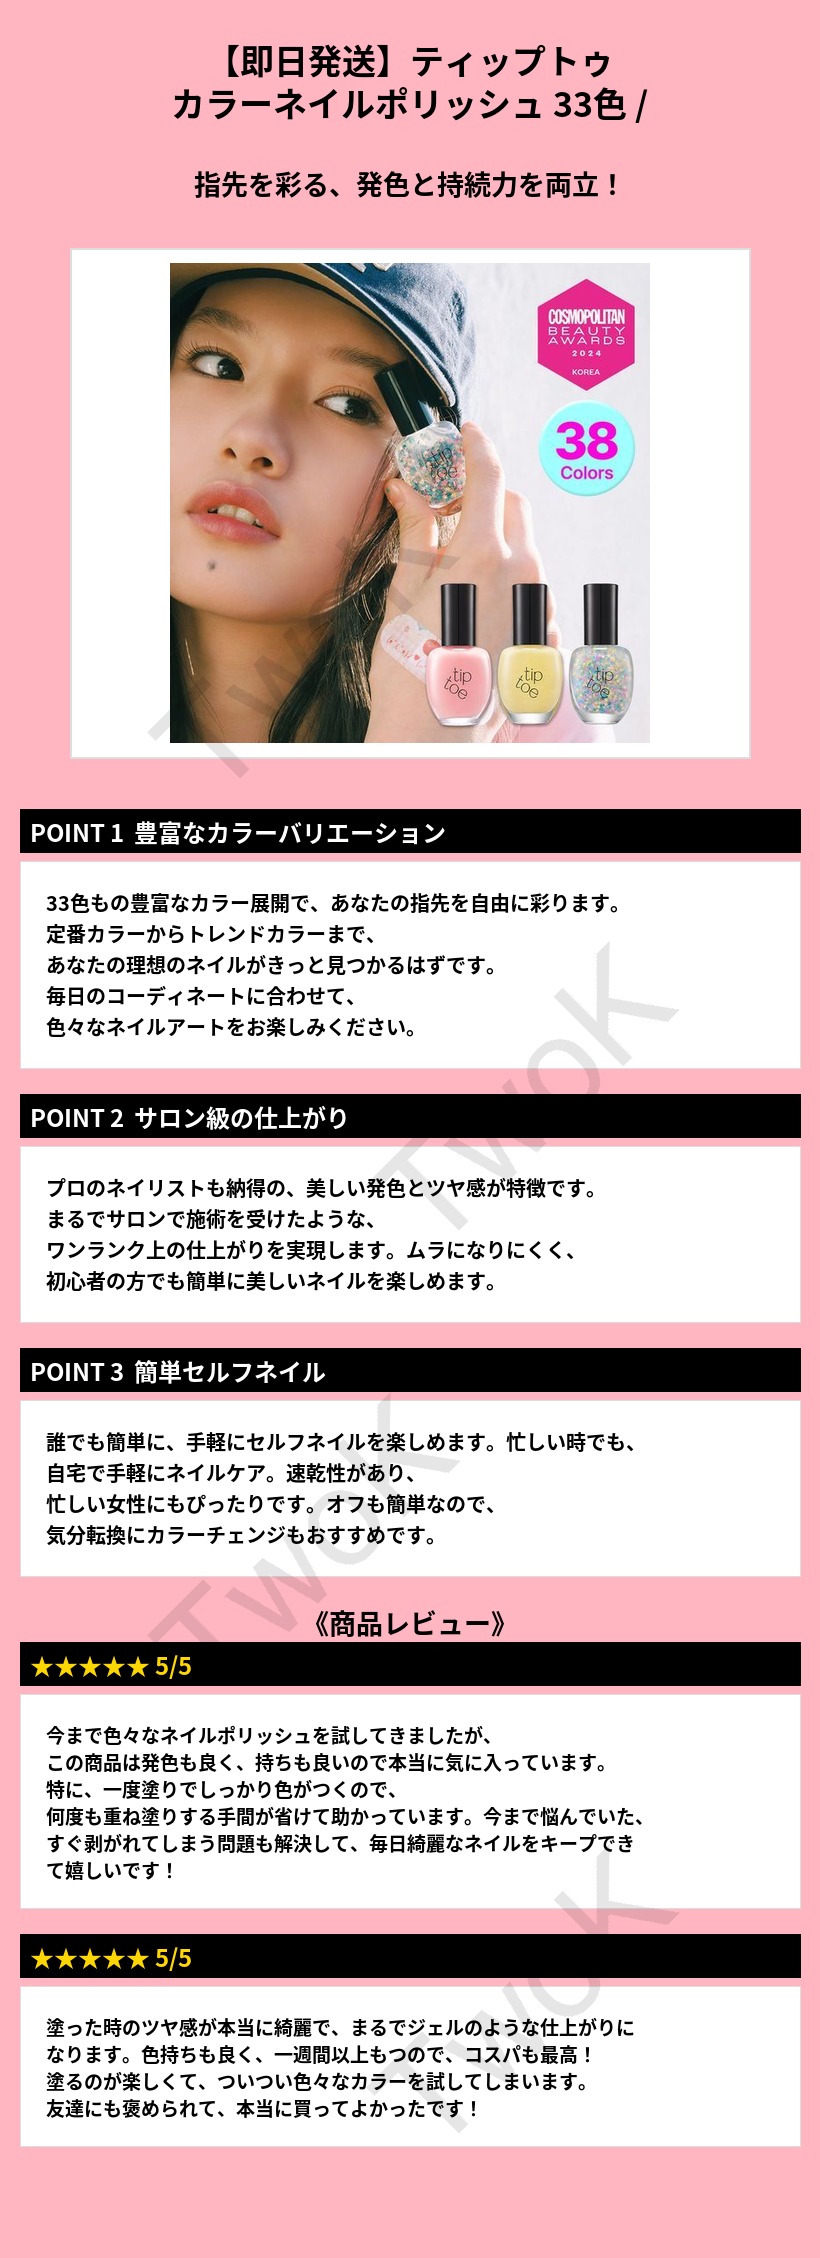 【即日発送】ティップトゥ
カラーネイルポリッシュ 33色 /
指先を彩る、発色と持続力を両立！
COSMOPOLITAN
BEAUTY
AWARDS
2024
KOREA
38
Colors
tip
toe
tip
toe
tip
toe
tip
toe
TwoK
POINT 1 豊富なカラーバリエーション
33色もの豊富なカラー展開で、あなたの指先を自由に彩ります。
定番カラーからトレンドカラーまで、
あなたの理想のネイルがきっと見つかるはずです。
毎日のコーディネートに合わせて、
色々なネイルアートをお楽しみください。
TwoK
POINT 2 サロン級の仕上がり
プロのネイリストも納得の、美しい発色とツヤ感が特徴です。
まるでサロンで施術を受けたような、
ワンランク上の仕上がりを実現します。ムラになりにくく、
初心者の方でも簡単に美しいネイルを楽しめます。
POINT 3 簡単セルフネイル
誰でも簡単に、手軽にセルフネイルを楽しめます。忙しい時でも、
自宅で手軽にネイルケア。速乾性があり、
忙しい女性にもぴったりです。オフも簡単なので、
気分転換にカラーチェンジもおすすめです。
TwoK
《商品レビュー》
★★★★★ 5/5
今まで色々なネイルポリッシュを試してきましたが、
この商品は発色も良く、持ちも良いので本当に気に入っています。
特に、一度塗りでしっかり色がつくので、
何度も重ね塗りする手間が省けて助かっています。今まで悩んでいた、
すぐ剥がれてしまう問題も解決して、毎日綺麗なネイルをキープでき
て嬉しいです！
★★★★★ 5/5
塗った時のツヤ感が本当に綺麗で、まるでジェルのような仕上がりに
なります。色持ちも良く、一週間以上もつので、コスパも最高！
塗るのが楽しくて、ついつい色々なカラーを試してしまいます。
友達にも褒められて、本当に買ってよかったです！
TwoK